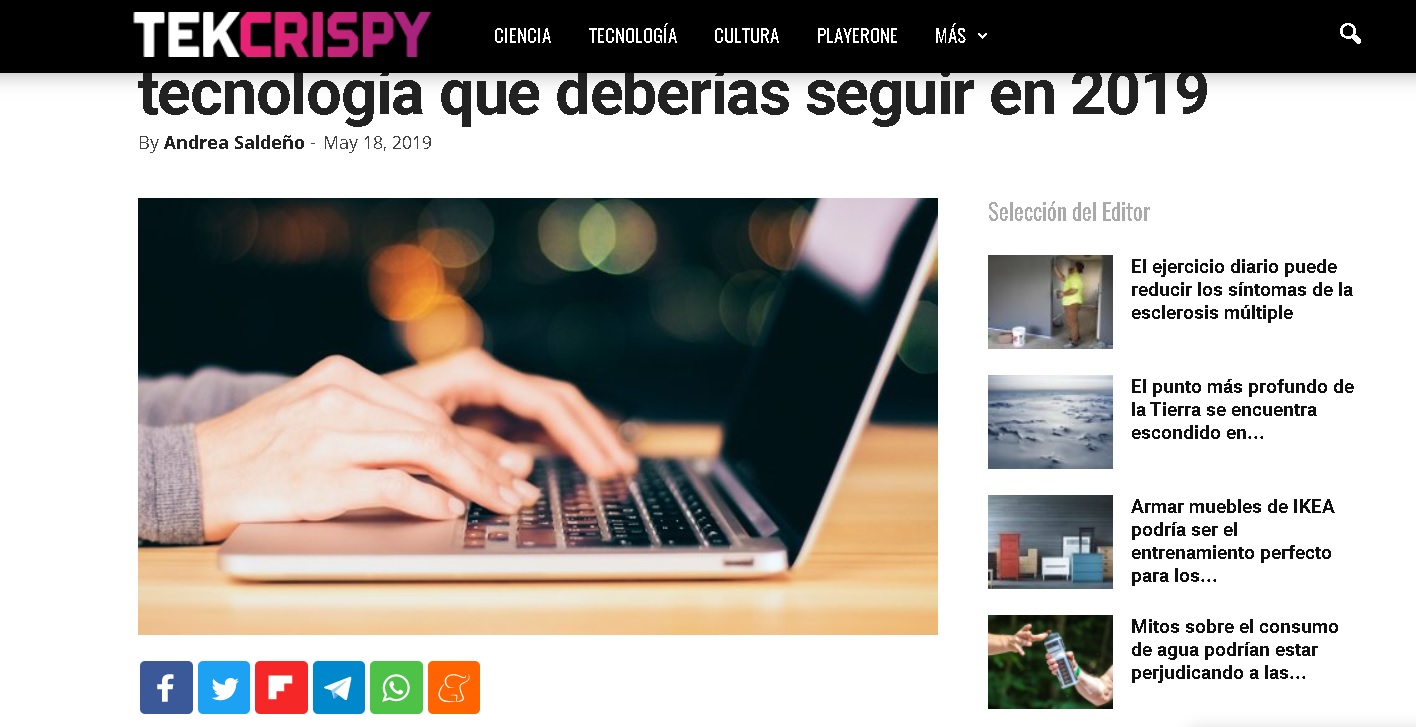 TEKCRISPY
CIENCIA TECNOLOGÍA CULTURA PLAYERONE MÁS
tecnología que deberías seguir en 2019
By Andrea Saldeño - May 18, 2019
Selección del Editor
El ejercicio diario puede
reducir los síntomas de la
esclerosis múltiple
El punto más profundo de
la Tierra se encuentra
escondido en...
Armar muebles de IKEA
podría ser el
entrenamiento perfecto
para los...
Mitos sobre el consumo
de agua podrían estar
perjudicando a las...